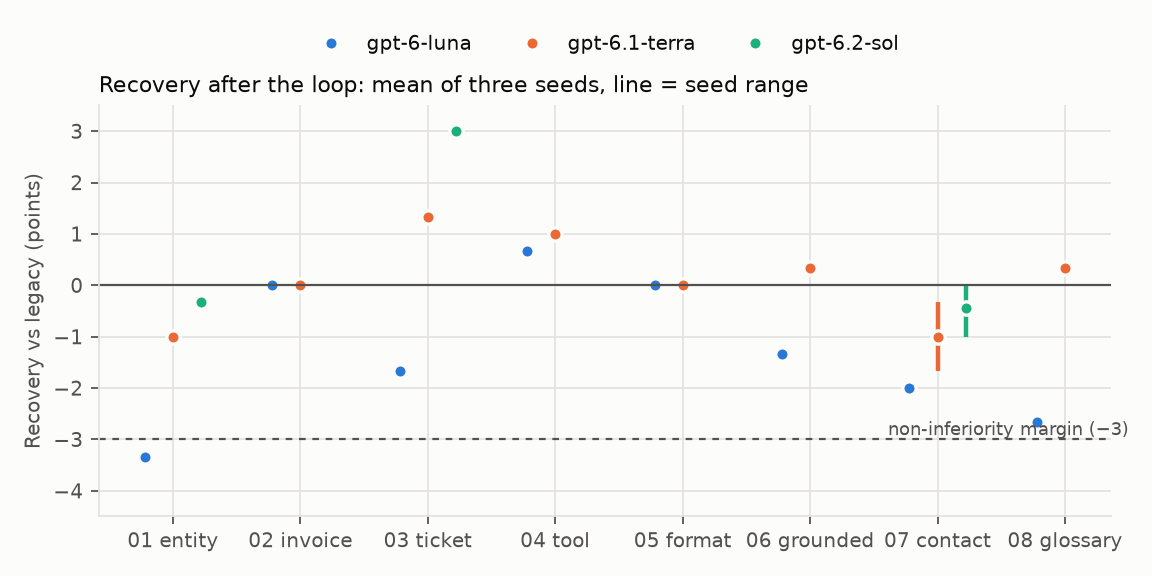 gpt-6-luna gpt-6.1-terra gpt-6.2-sol
Recovery after the loop: mean of three seeds, line = seed range
Recovery vs legacy (points)
3
2
1
0
−1
−2
−3
−4
non-inferiority margin (−3)
01 entity 02 invoice 03 ticket 04 tool 05 format 06 grounded 07 contact 08 glossary